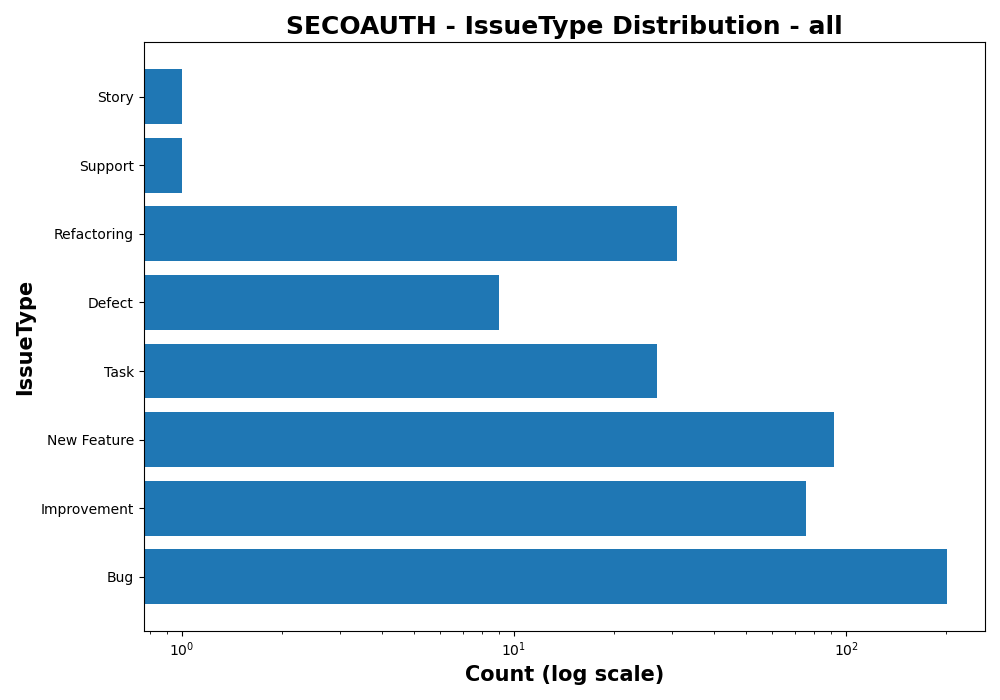 SECOAUTH - IssueType Distribution - all
Story
Support
Refactoring
Defect
Task
New Feature
Improvement
Bug
IssueType
10⁰ 10¹ 10²
Count (log scale)